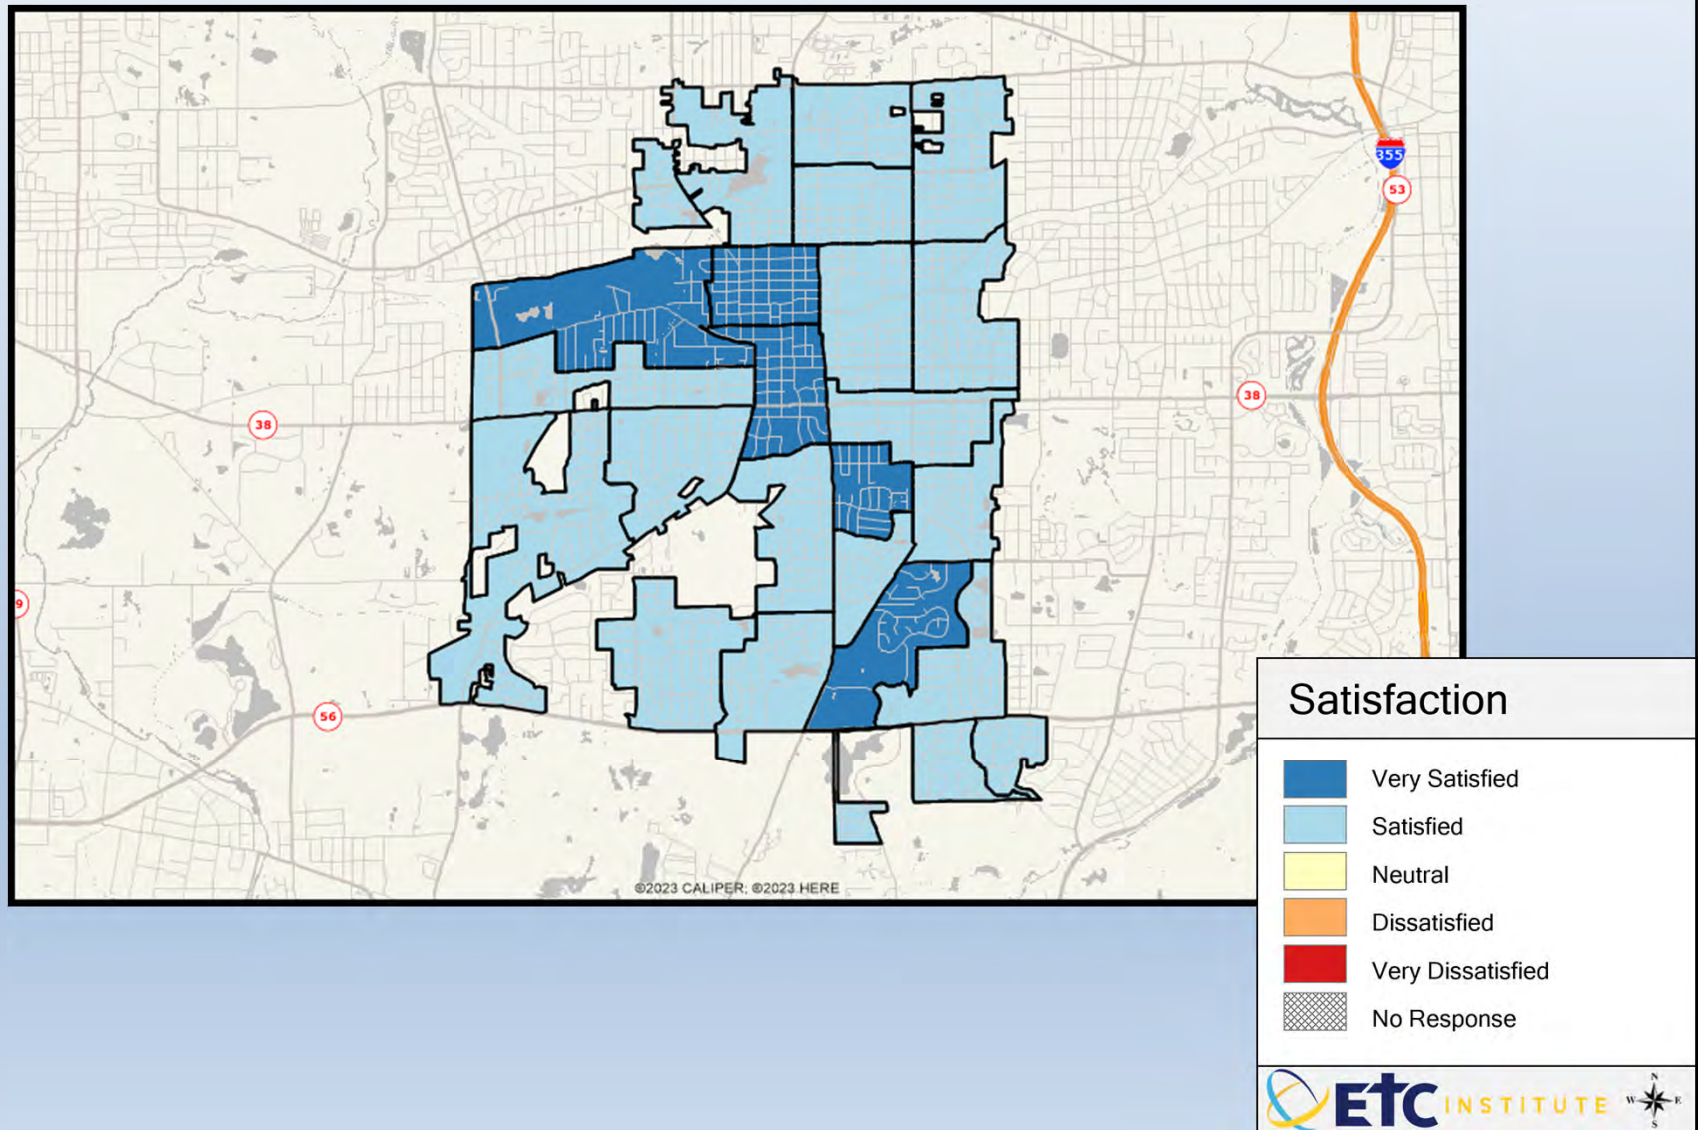 355
53
38
38
9
56
©2023 CALIPER; ©2023 HERE
Satisfaction
Very Satisfied
Satisfied
Neutral
Dissatisfied
Very Dissatisfied
No Response
ETC INSTITUTE
N
W E
S